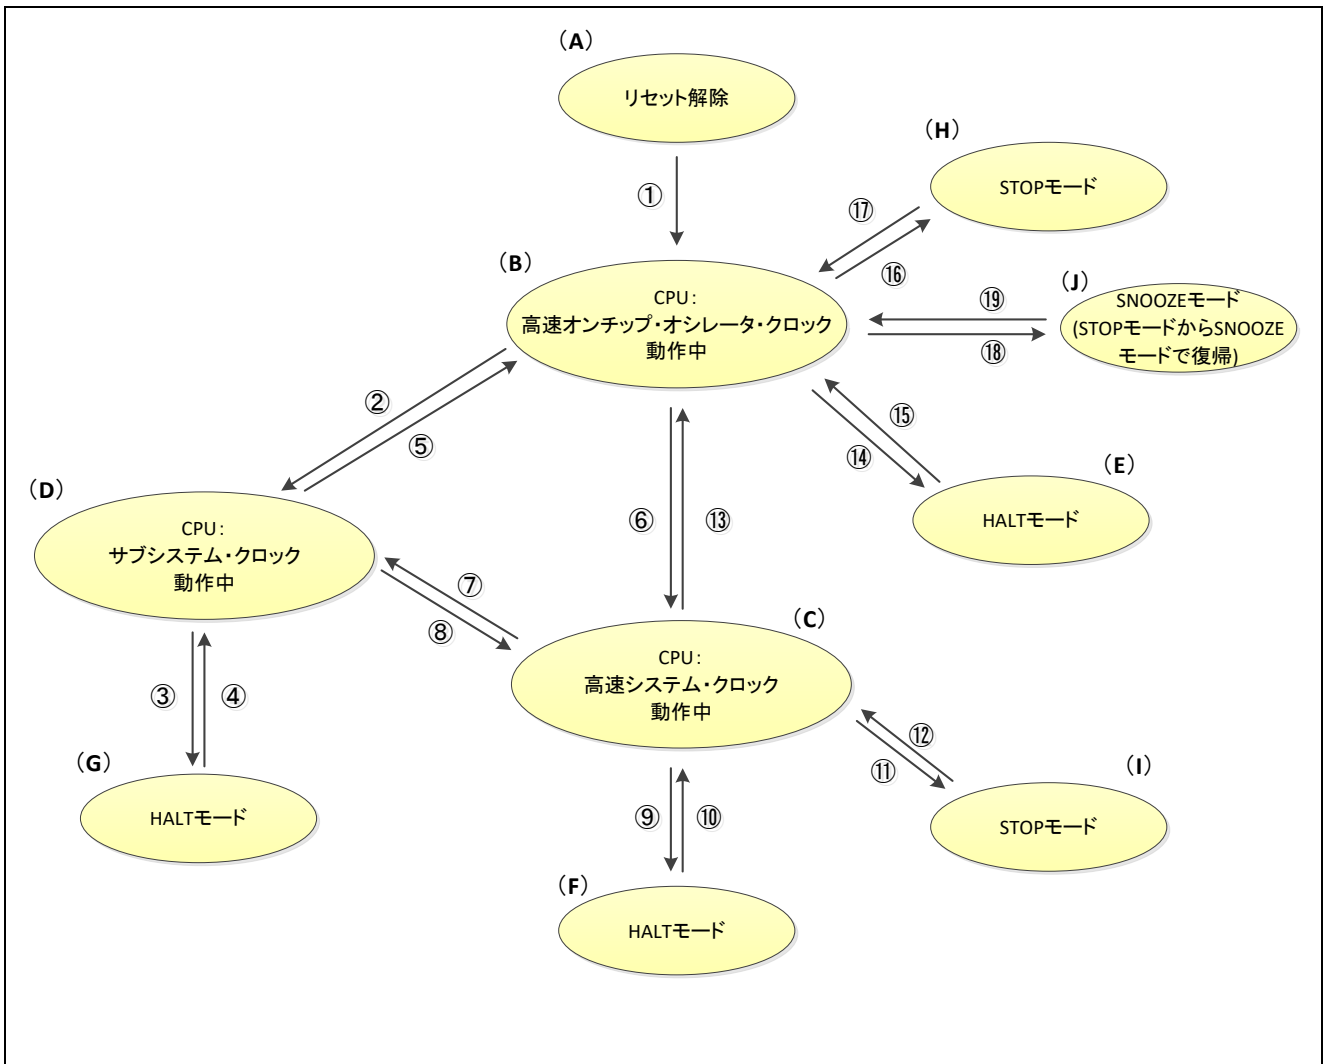 (A)
リセット解除
①
(H)
STOPモード
⑰
⑯
(B)
CPU:
高速オンチップ・オシレータ・クロック
動作中
(J)
SNOOZEモード
(STOPモードからSNOOZE
モードで復帰)
⑲
⑱
②
⑤
⑮
⑭
(E)
HALTモード
(D)
CPU:
サブシステム・クロック
動作中
⑥
⑬
⑦
⑧
(C)
CPU:
高速システム・クロック
動作中
③
④
⑫
⑪
(G)
HALTモード
(I)
STOPモード
⑨
⑩
(F)
HALTモード